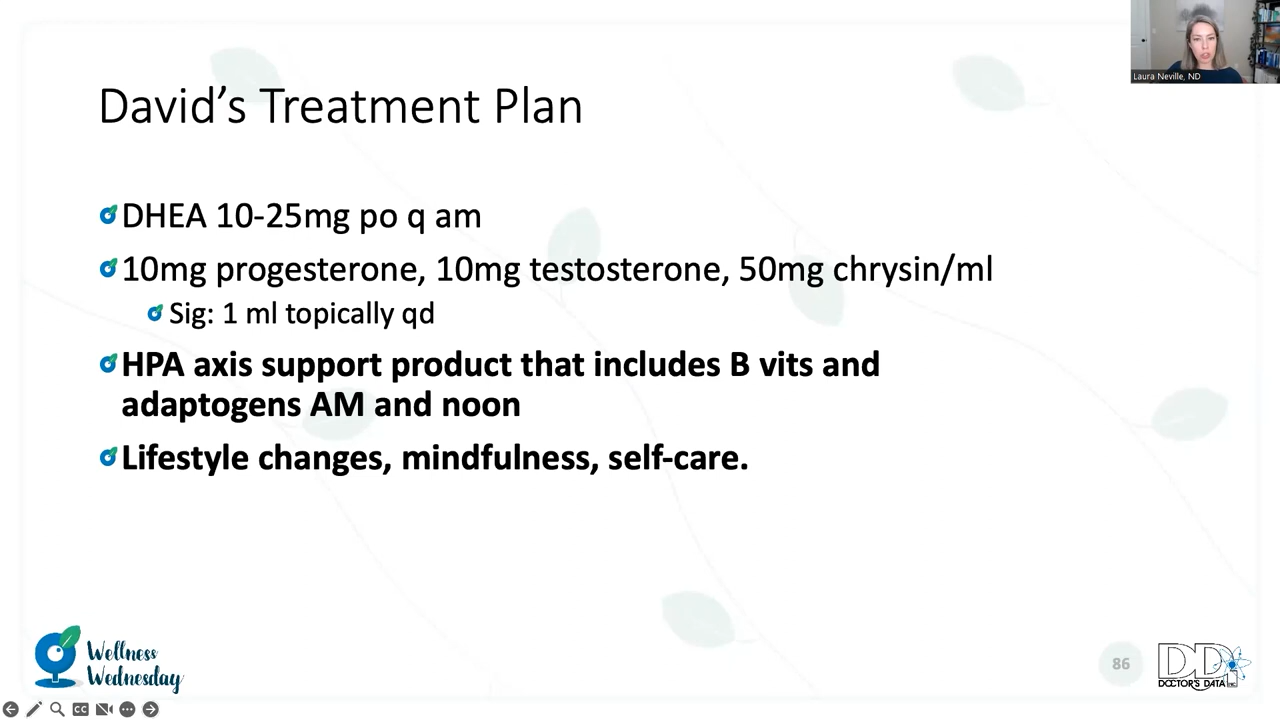 Laura Neville, ND
David's Treatment Plan
DHEA 10-25mg po q am
10mg progesterone, 10mg testosterone, 50mg chrysin/ml
Sig: 1 ml topically qd
HPA axis support product that includes B vits and
adaptogens AM and noon
Lifestyle changes, mindfulness, self-care.
Wellness
Wednesday
86
DDI
DOCTOR'S DATA INC
CC